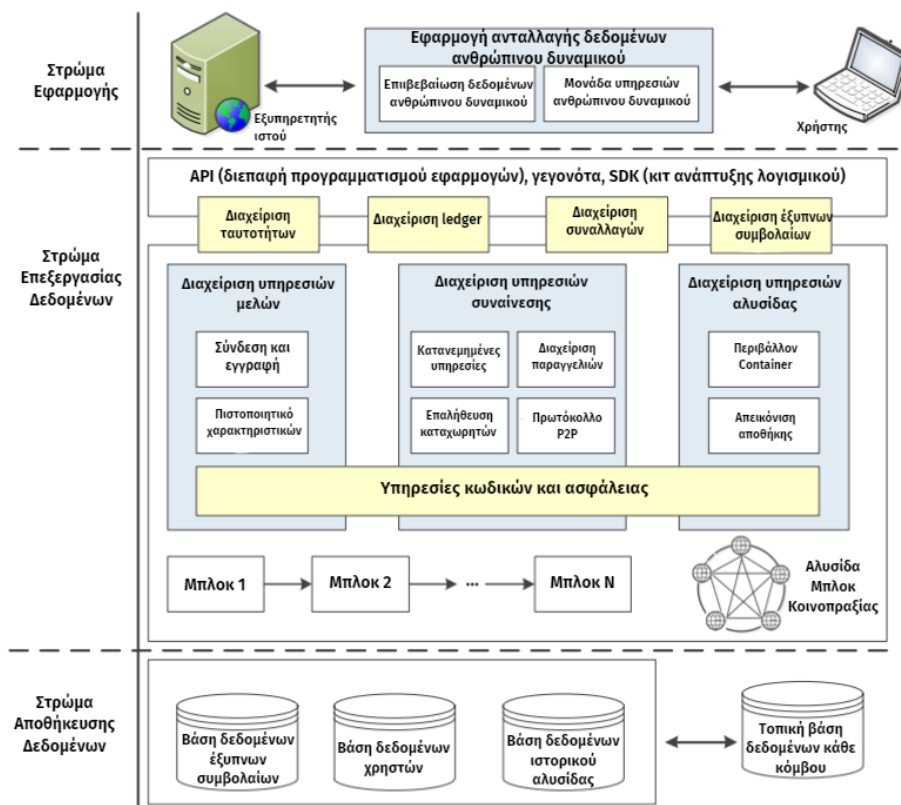 Στρώμα
Εφαρμογής
Εξυπηρετητής
ιστού
Εφαρμογή ανταλλαγής δεδομένων
ανθρώπινου δυναμικού
Επιιβεβαίωση δεδομένων
ανθρώπινου δυναμικού
Μονάδα υπηρεσιών
ανθρώπινου δυναμικού
Χρήστης
Στρώμα
Επεξεργασίας
Δεδομένων
API (διεπαφή προγραμματισμού εφαρμογών), γεγονότα, SDK (κιτ ανάπτυξης λογισμικού)
Διαχείριση
ταυτοτήτων
Διαχείριση ledger
Διαχείριση
συναλλαγών
Διαχείριση έξυπνων
συμβολαίων
Διαχείριση υπηρεσιών
μελών
Σύνδεση και
εγγραφή
Πιστοποιητικό
χαρακτηριστικών
Διαχείριση υπηρεσιών
συναίνεσης
Κατανεμημένες
υπηρεσίες
Διαχείριση
παραγγελιών
Επαλήθευση
καταχωρητών
Πρωτόκολλο
P2P
Διαχείριση υπηρεσιών
αλυσίδας
Περιβάλλον
Container
Απεικόνιση
αποθήκης
Υπηρεσίες κωδικών και ασφάλειας
Μπλοκ 1
Μπλοκ 2
...
Μπλοκ N
Αλυσίδα
Μπλοκ
Κοινοπραξίας
Στρώμα
Αποθήκευσης
Δεδομένων
Βάση δεδομένων
έξυπνων
συμβολαίων
Βάση δεδομένων
χρηστών
Βάση δεδομένων
ιστορικού
αλυσίδας
Τοπική βάση
δεδομένων κάθε
κόμβου